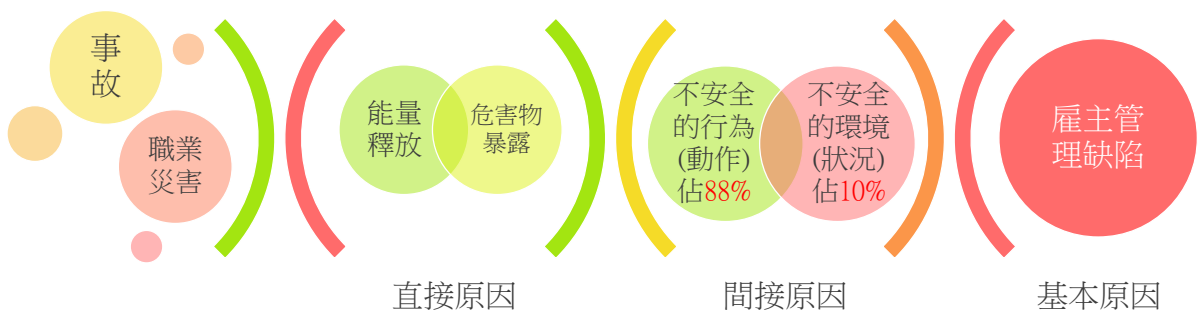 事
故
職業
災害
能量
釋放
危害物
暴露
不安全
的行為
(動作)
佔88%
不安全
的環境
(狀況)
佔10%
雇主管
理缺陷
直接原因
間接原因
基本原因